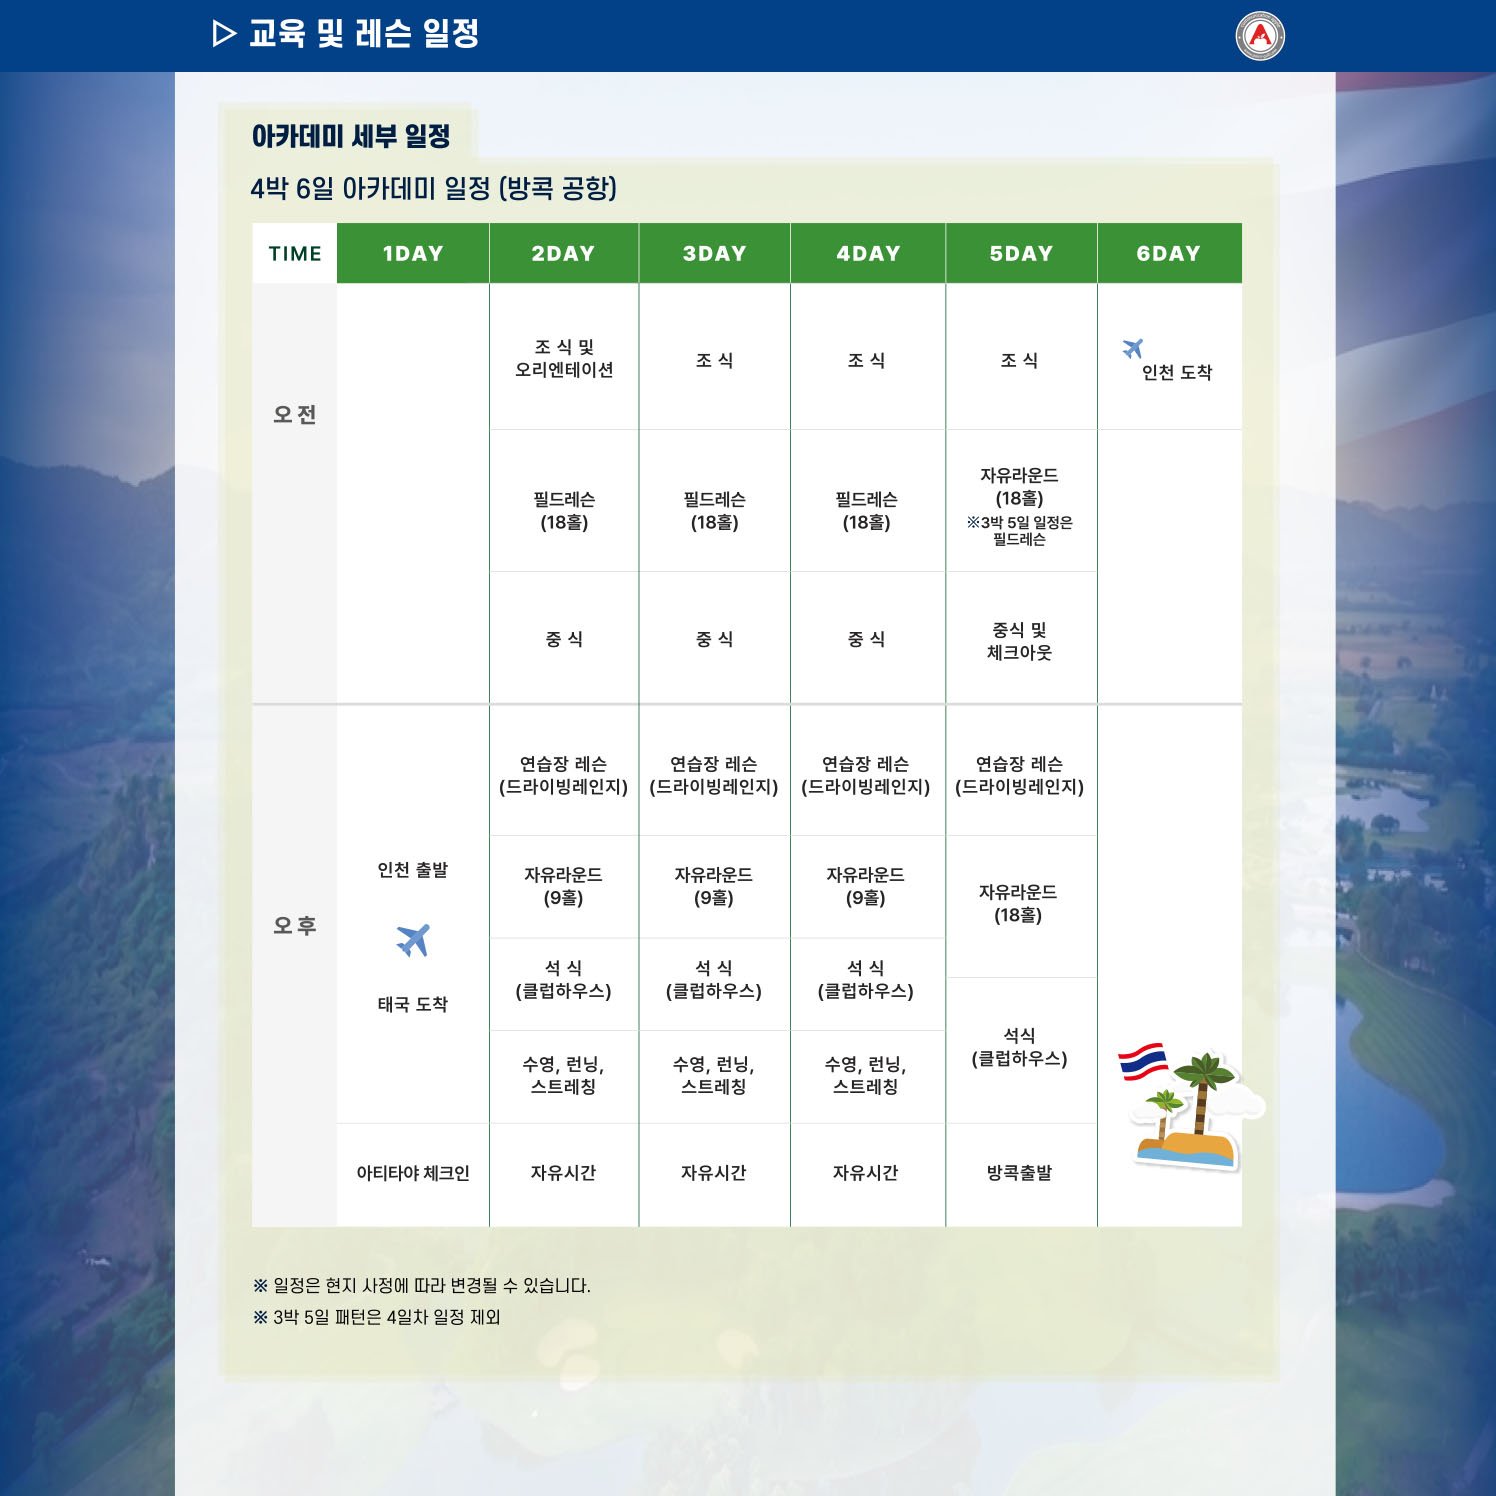 ▷ 교육 및 레슨 일정
아카데미 세부 일정
4박 6일 아카데미 일정 (방콕 공항)
TIME 1DAY 2DAY 3DAY 4DAY 5DAY 6DAY
오 전
조 식 및
오리엔테이션
조 식
조 식
조 식
인천 도착
필드레슨
(18홀)
필드레슨
(18홀)
필드레슨
(18홀)
자유라운드
(18홀)
※3박 5일 일정은
필드레슨
중 식
중 식
중 식
중식 및
체크아웃
오 후
인천 출발
태국 도착
연습장 레슨
(드라이빙레인지)
연습장 레슨
(드라이빙레인지)
연습장 레슨
(드라이빙레인지)
연습장 레슨
(드라이빙레인지)
자유라운드
(9홀)
자유라운드
(9홀)
자유라운드
(9홀)
자유라운드
(18홀)
석 식
(클럽하우스)
석 식
(클럽하우스)
석 식
(클럽하우스)
석식
(클럽하우스)
수영, 런닝,
스트레칭
수영, 런닝,
스트레칭
수영, 런닝,
스트레칭
아티타야 체크인
자유시간
자유시간
자유시간
방콕출발
※ 일정은 현지 사정에 따라 변경될 수 있습니다.
※ 3박 5일 패턴은 4일차 일정 제외